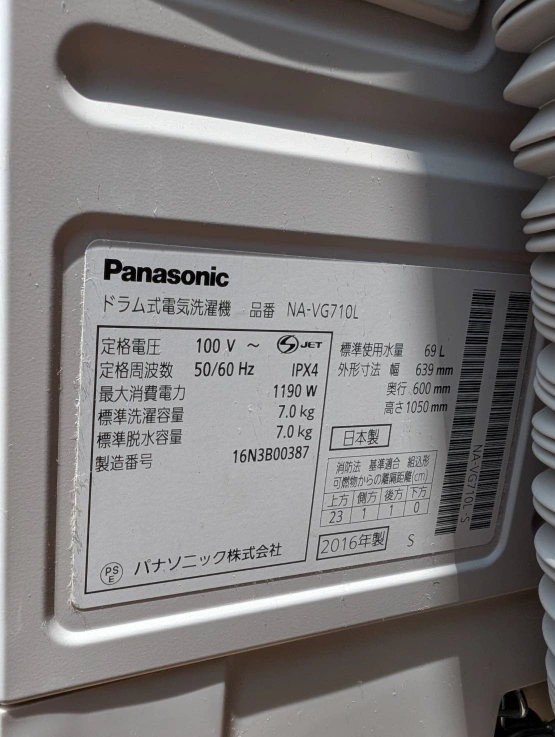 Panasonic
ドラム式電気洗濯機 品番 NA-VG710L
定格電圧 100 V ～ S JET
定格周波数 50/60 Hz IPX4
最大消費電力 1190 W
標準洗濯容量 7.0 kg
標準脱水容量 7.0 kg
製造番号 16N3B00387
PS E パナソニック株式会社
標準使用水量 69 L
外形寸法 幅 639 mm
奥行 600 mm
高さ 1050 mm
日本製
消防法 基準適合 組込形
可燃物からの離隔距離(cm)
上方 側方 後方 下方
23 1 1 0
2016年製 S
NA-VG710L-S